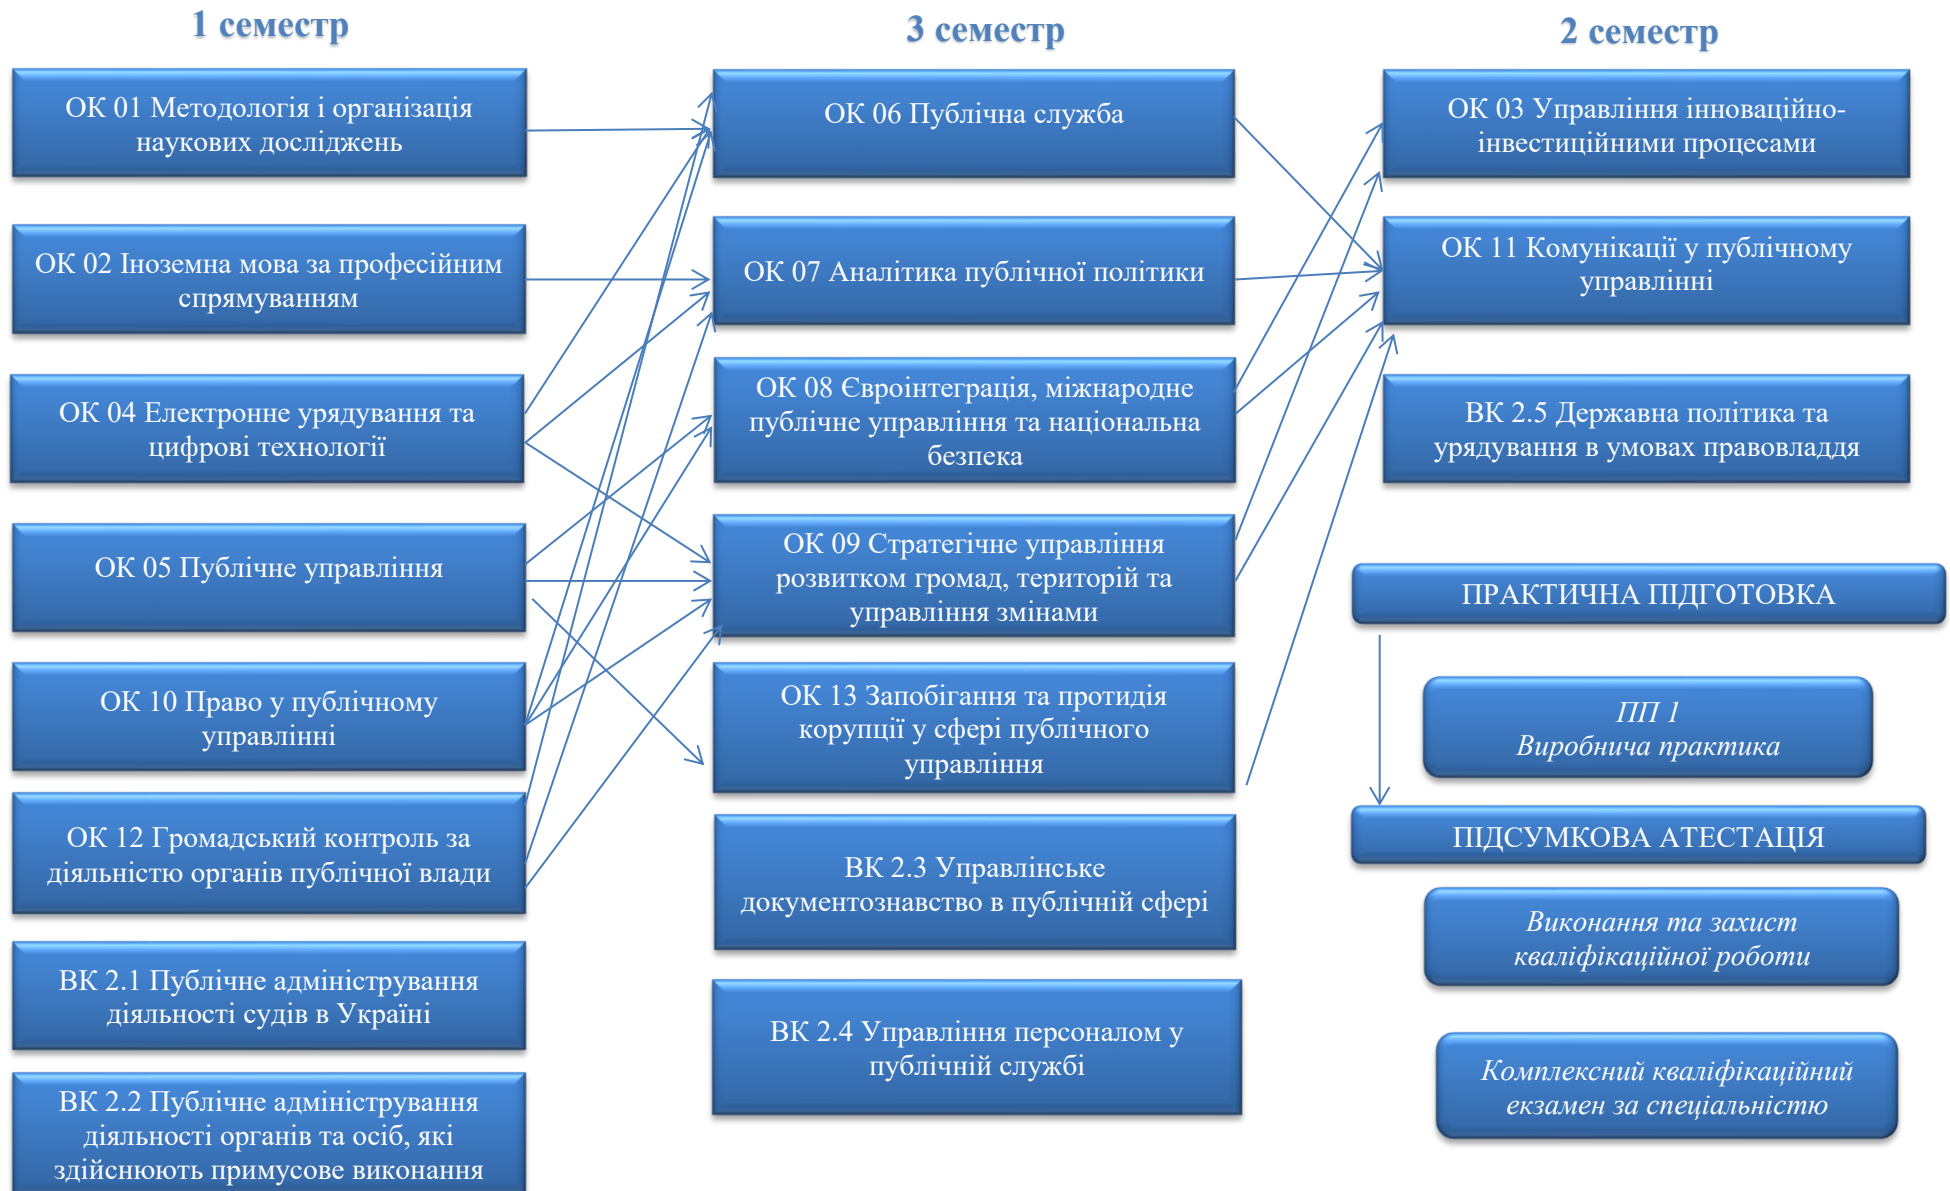 1 семестр
ОК 01 Методологія і організація
наукових досліджень
ОК 02 Іноземна мова за професійним
спрямуванням
ОК 04 Електронне урядування та
цифрові технології
ОК 05 Публічне управління
ОК 10 Право у публічному
управлінні
ОК 12 Громадський контроль за
діяльністю органів публічної влади
ВК 2.1 Публічне адміністрування
діяльності судів в Україні
ВК 2.2 Публічне адміністрування
діяльності органів та осіб, які
здійснюють примусове виконання
3 семестр
ОК 06 Публічна служба
ОК 07 Аналітика публічної політики
ОК 08 Євроінтеграція, міжнародне
публічне управління та національна
безпека
ОК 09 Стратегічне управління
розвитком громад, територій та
управління змінами
ОК 13 Запобігання та протидія
корупції у сфері публічного
управління
ВК 2.3 Управлінське
документознавство в публічній сфері
ВК 2.4 Управління персоналом у
публічній службі
2 семестр
ОК 03 Управління інноваційно-
інвестиційними процесами
ОК 11 Комунікації у публічному
управлінні
ВК 2.5 Державна політика та
урядування в умовах правовладдя
ПРАКТИЧНА ПІДГОТОВКА
ПП 1
Виробнича практика
ПІДСУМКОВА АТЕСТАЦІЯ
Виконання та захист
кваліфікаційної роботи
Комплексний кваліфікаційний
екзамен за спеціальністю